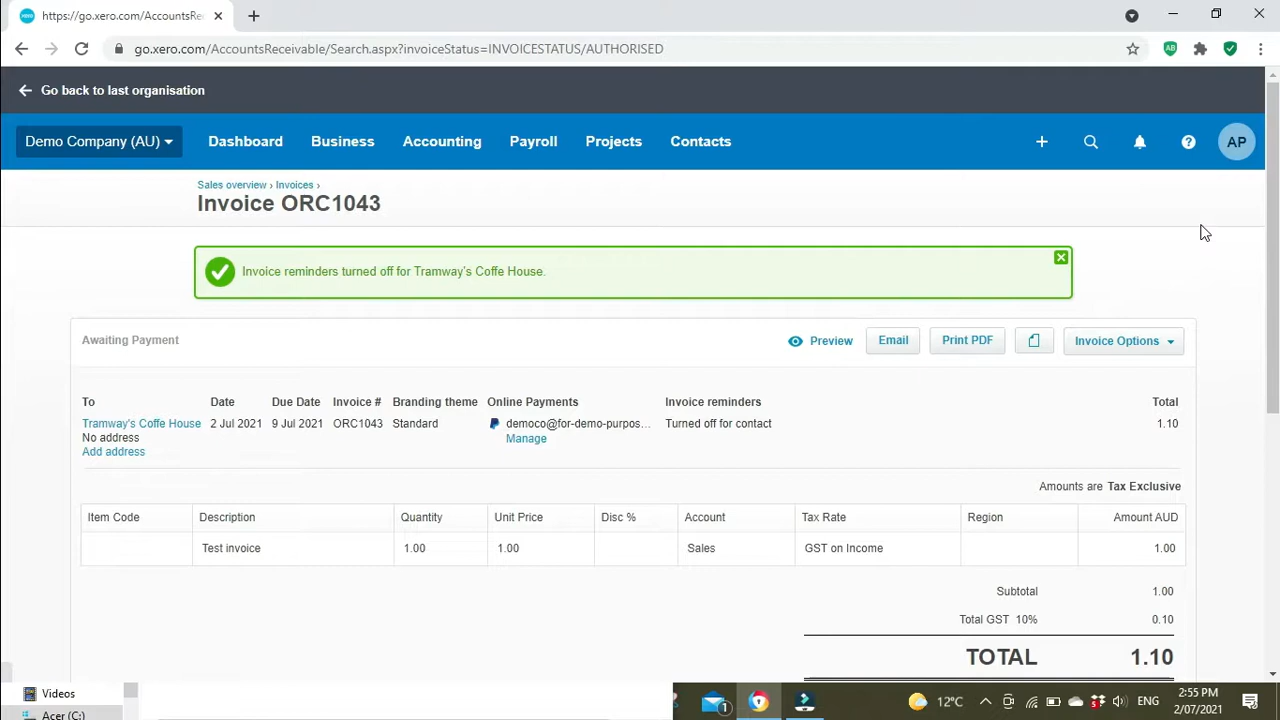 https://go.xero.com/AccountsRe
go.xero.com/AccountsReceivable/Search.aspx?invoiceStatus=INVOICESTATUS/AUTHORISED
AB
Go back to last organisation
Demo Company (AU)
Dashboard
Business
Accounting
Payroll
Projects
Contacts
AP
Sales overview › Invoices ›
Invoice ORC1043
Invoice reminders turned off for Tramway's Coffe House.
Awaiting Payment
Preview
Email
Print PDF
Invoice Options
To Date Due Date Invoice # Branding theme Online Payments Invoice reminders Total
Tramway's Coffe House 2 Jul 2021 9 Jul 2021 ORC1043 Standard democo@for-demo-purpos... Turned off for contact 1.10
No address Manage
Add address
Amounts are Tax Exclusive
Item Code Description Quantity Unit Price Disc % Account Tax Rate Region Amount AUD
Test invoice 1.00 1.00 Sales GST on Income 1.00
Subtotal 1.00
Total GST 10% 0.10
TOTAL 1.10
Videos
Acer (C:)
1
12°C
ENG
2:55 PM
2/07/2021